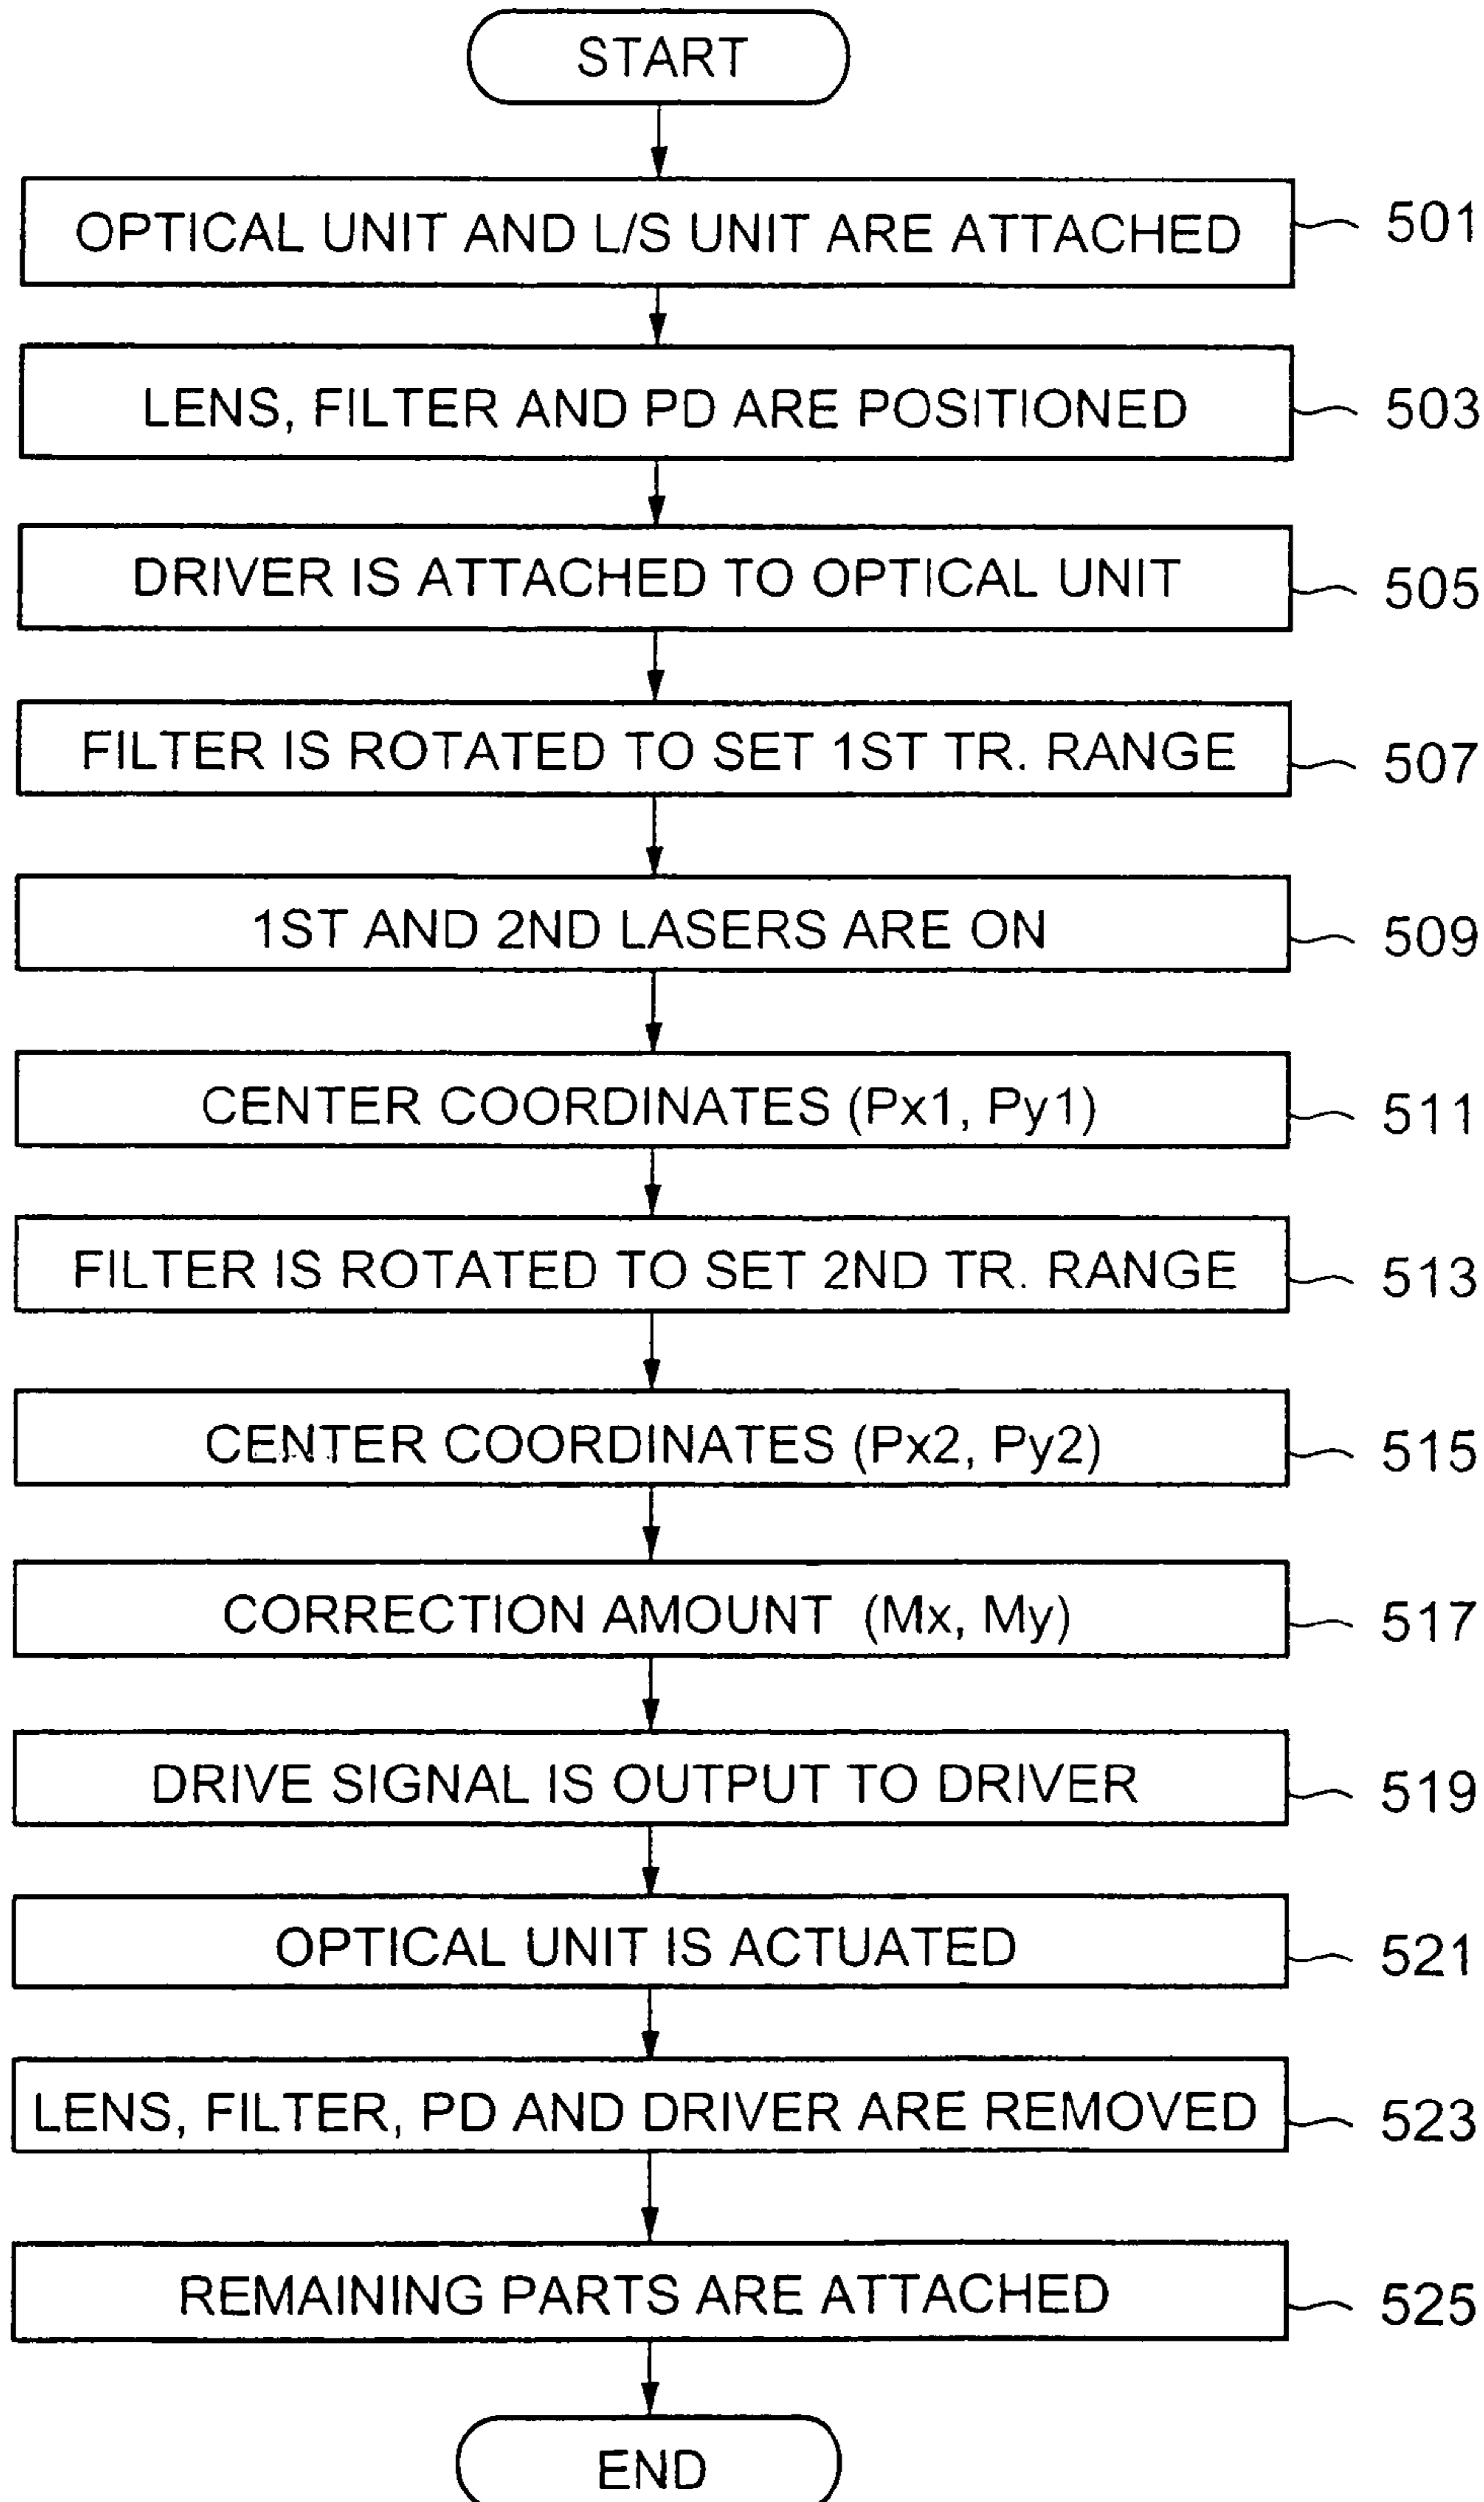 START
OPTICAL UNIT AND L/S UNIT ARE ATTACHED 501
LENS, FILTER AND PD ARE POSITIONED 503
DRIVER IS ATTACHED TO OPTICAL UNIT 505
FILTER IS ROTATED TO SET 1ST TR. RANGE 507
1ST AND 2ND LASERS ARE ON 509
CENTER COORDINATES (Px1, Py1) 511
FILTER IS ROTATED TO SET 2ND TR. RANGE 513
CENTER COORDINATES (Px2, Py2) 515
CORRECTION AMOUNT (Mx, My) 517
DRIVE SIGNAL IS OUTPUT TO DRIVER 519
OPTICAL UNIT IS ACTUATED 521
LENS, FILTER, PD AND DRIVER ARE REMOVED 523
REMAINING PARTS ARE ATTACHED 525
END